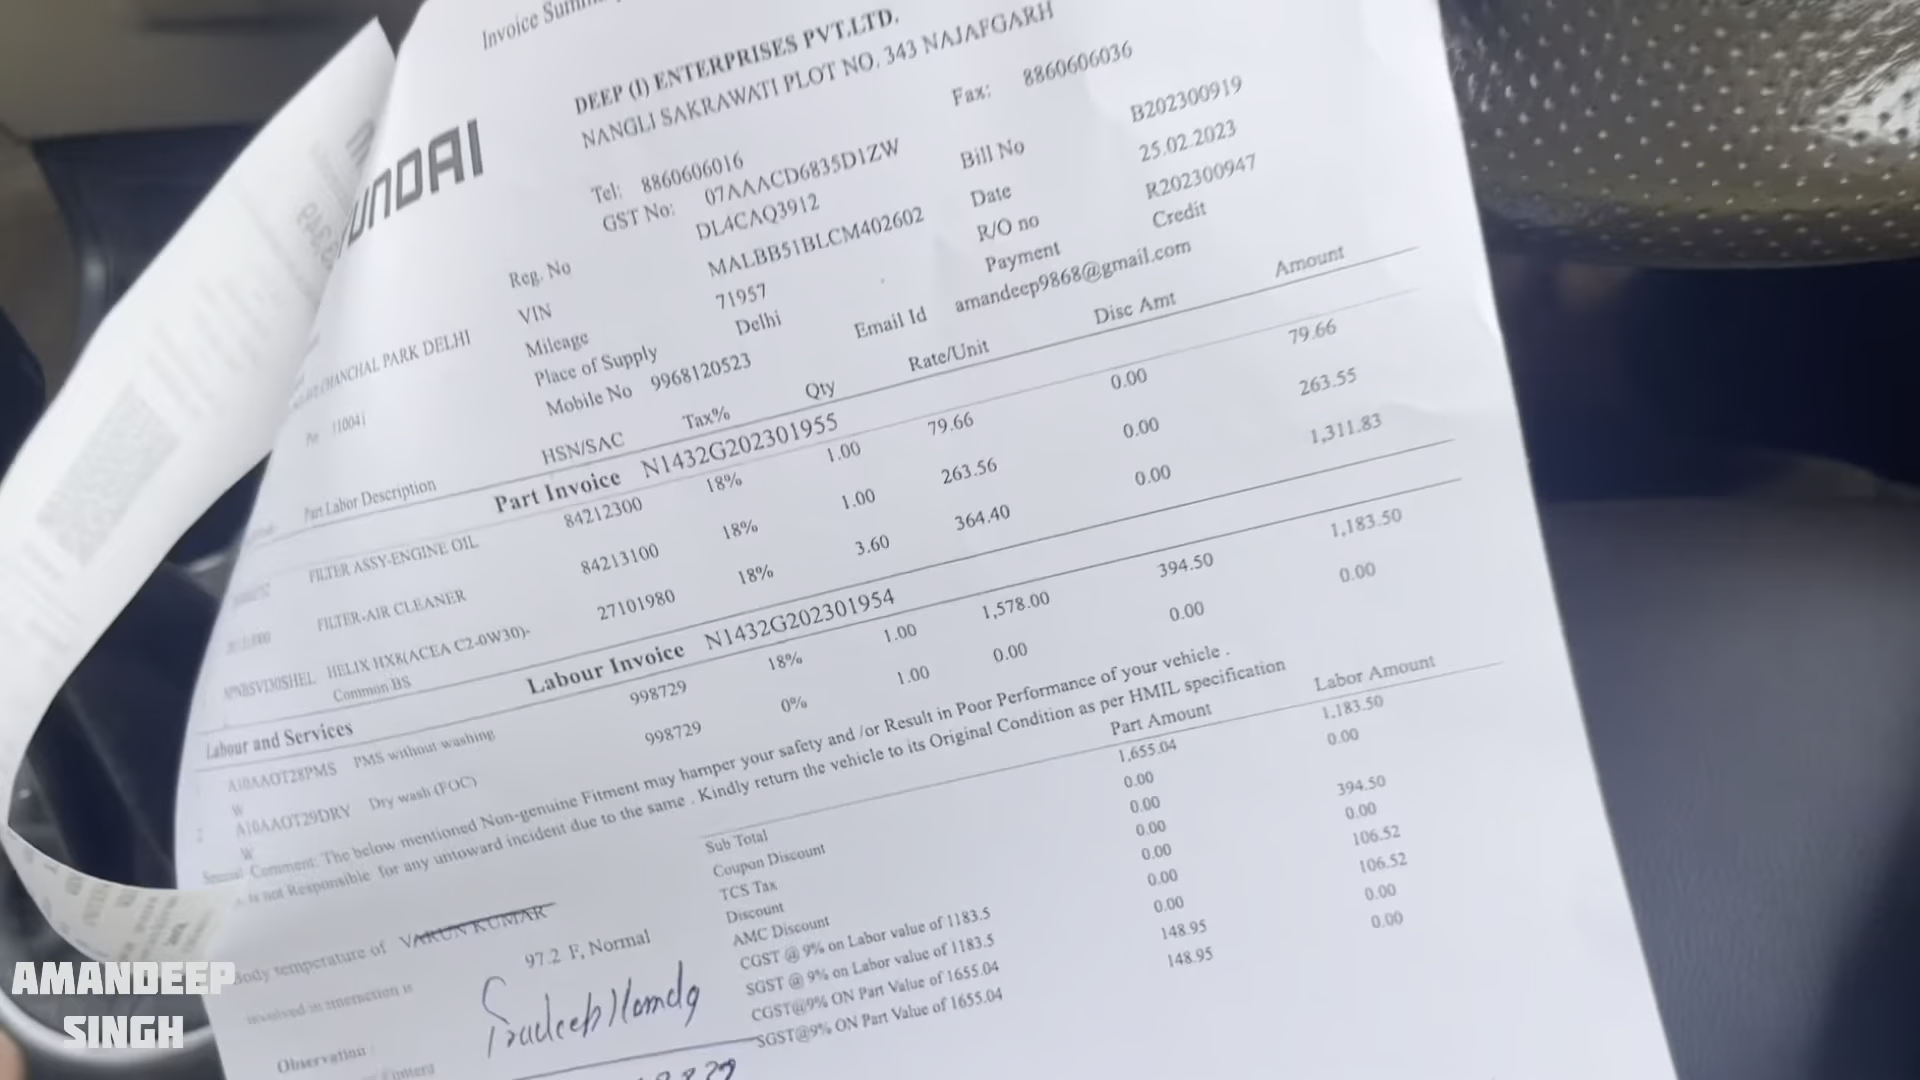 Invoice Summ
DEEP (I) ENTERPRISES PVT.LTD.
NANGLI SAKRAWATI PLOT NO. 343 NAJAFGARH
UNDAI
Tel: 8860606016 Fax: 8860606036
GST No: 07AAACD6835D1ZW Bill No B202300919
Reg. No DL4CAQ3912 Date 25.02.2023
VIN MALBB51BLCM402602 R/O no R202300947
Mileage 71957 Payment Credit
CHANCHAL PARK DELHI Place of Supply Delhi Email Id amandeep9868@gmail.com
110041 Mobile No 9968120523
Part/Labor Description HSN/SAC Tax% Qty Rate/Unit Disc Amt Amount
Part Invoice N1432G202301955
FILTER ASSY-ENGINE OIL 84212300 18% 1.00 79.66 0.00 79.66
FILTER-AIR CLEANER 84213100 18% 1.00 263.56 0.00 263.55
HELIX HX8(ACEA C2-0W30)- 27101980 18% 3.60 364.40 0.00 1,311.83
Common BS
Labour Invoice N1432G202301954
Labour and Services
A10AAOT28PMS PMS without washing 998729 18% 1.00 1,578.00 394.50 1,183.50
W
2 A10AAOT29DRY Dry wash (FOC) 998729 0% 1.00 0.00 0.00 0.00
W
Comment: The below mentioned Non-genuine Fitment may hamper your safety and /or Result in Poor Performance of your vehicle .
is not Responsible for any untoward incident due to the same . Kindly return the vehicle to its Original Condition as per HMIL specification
Part Amount Labor Amount
Sub Total 1,655.04 1,183.50
Coupon Discount 0.00 0.00
TCS Tax 0.00
Discount 0.00 394.50
AMC Discount 0.00 0.00
CGST @ 9% on Labor value of 1183.5 0.00 106.52
SGST @ 9% on Labor value of 1183.5 0.00 106.52
CGST@9% ON Part Value of 1655.04 148.95 0.00
SGST@9% ON Part Value of 1655.04 148.95 0.00
Body temperature of VARUN KUMAR
97.2 F, Normal
Observation
AMANDEEP
SINGH